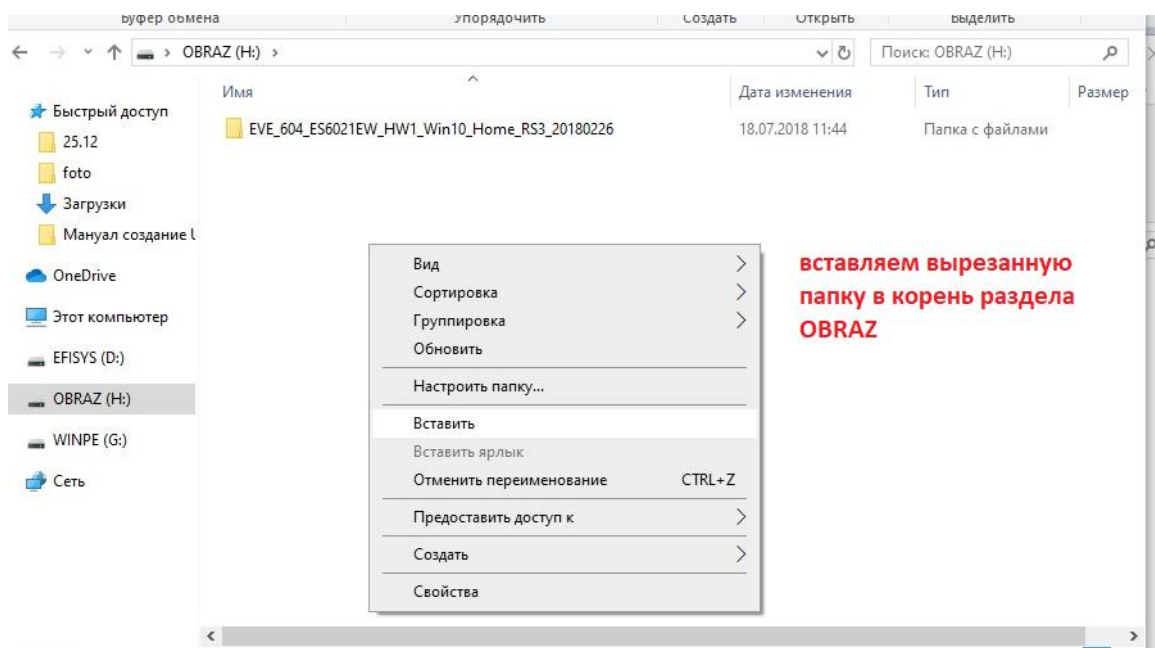 Буфер обмена Упорядочить Создать Открыть Выделить
OBRAZ (H:) Поиск: OBRAZ (H:)
Имя Дата изменения Тип Размер
Быстрый доступ
EVE_604_ES6021EW_HW1_Win10_Home_RS3_20180226 18.07.2018 11:44 Папка с файлами
25.12
foto
Загрузки
Мануал создание
OneDrive
Этот компьютер
EFISYS (D:)
OBRAZ (H:)
WINPE (G:)
Сеть
Вид
Сортировка
Группировка
Обновить
Настроить папку...
Вставить
Вставить ярлык
Отменить переименование CTRL+Z
Предоставить доступ к
Создать
Свойства
вставляем вырезанную
папку в корень раздела
OBRAZ